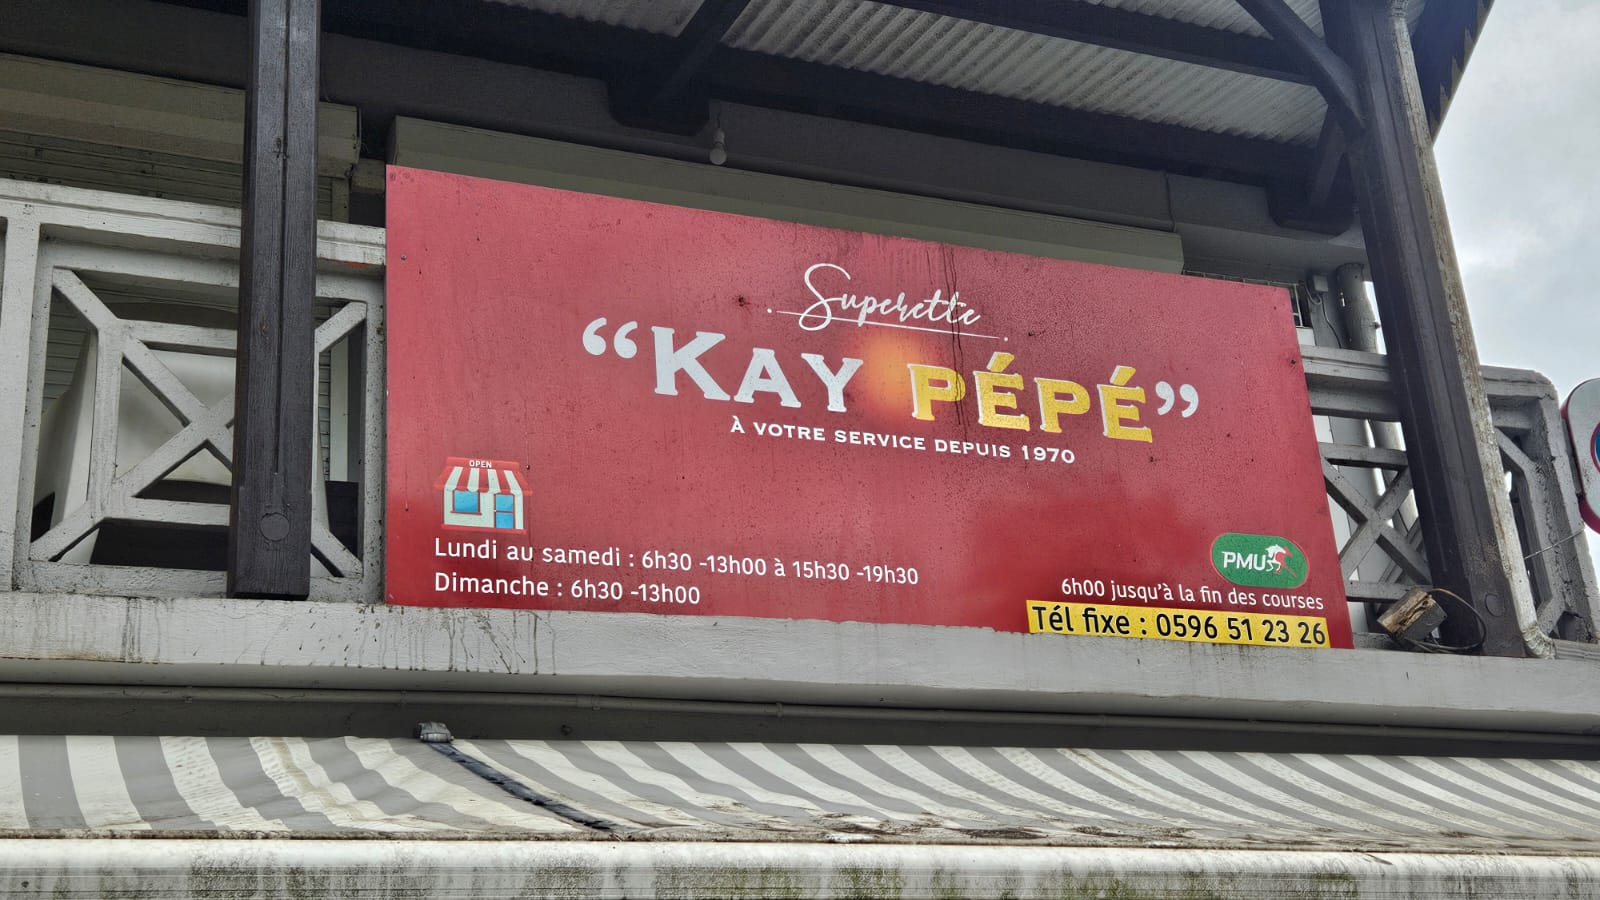 Superette
“KAY PÉPÉ”
À VOTRE SERVICE DEPUIS 1970
OPEN
Lundi au samedi : 6h30 -13h00 à 15h30 -19h30
Dimanche : 6h30 -13h00
PMU
6h00 jusqu'à la fin des courses
Tél fixe : 0596 51 23 26